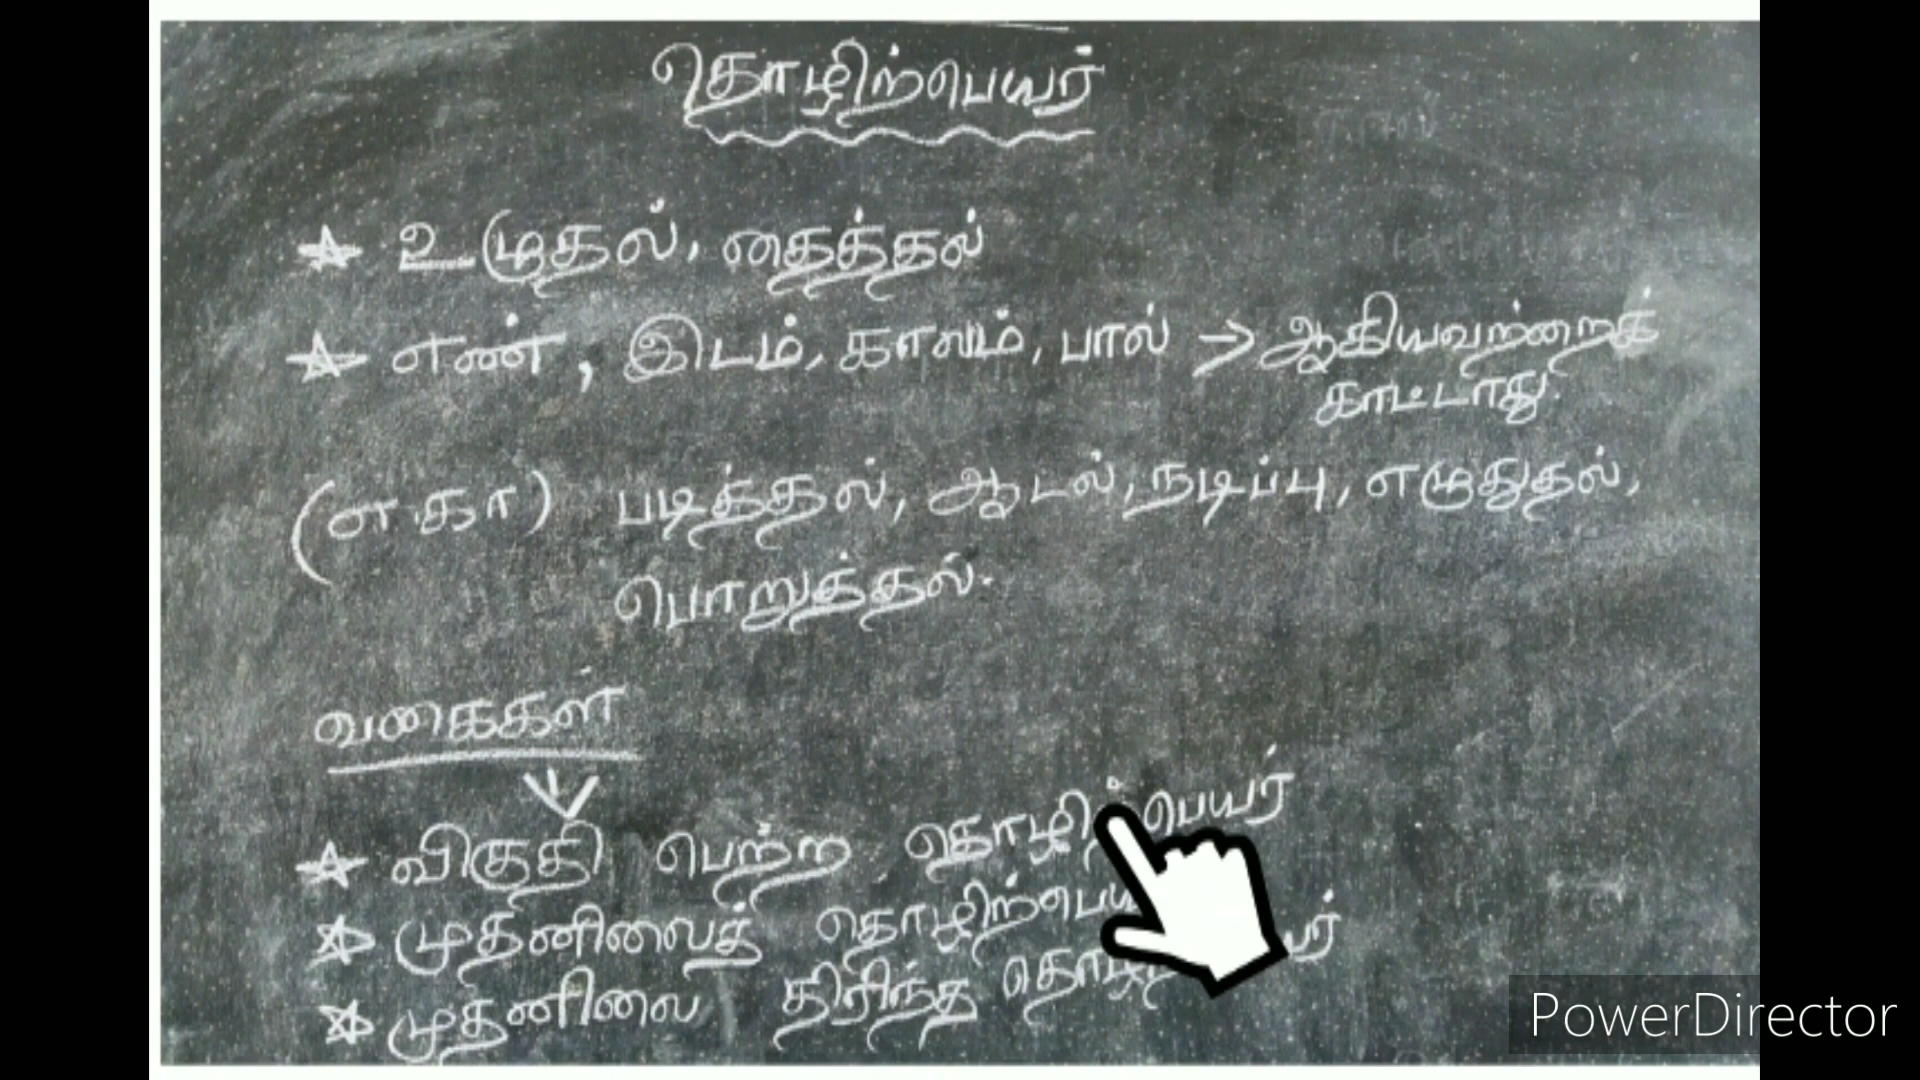 தொழிற்பெயர்
உழுதல், தைத்தல்
எண், இடம், காலம், பால் → ஆகியவற்றைக்
காட்டாது.
(எ.கா) படித்தல், ஆடல், நடிப்பு, எழுதுதல்,
பொறுத்தல்.
வகைகள்
விகுதி பெற்ற தொழிற்பெயர்
முதனிலைத்
முதனிலை திரிந்த
PowerDirector